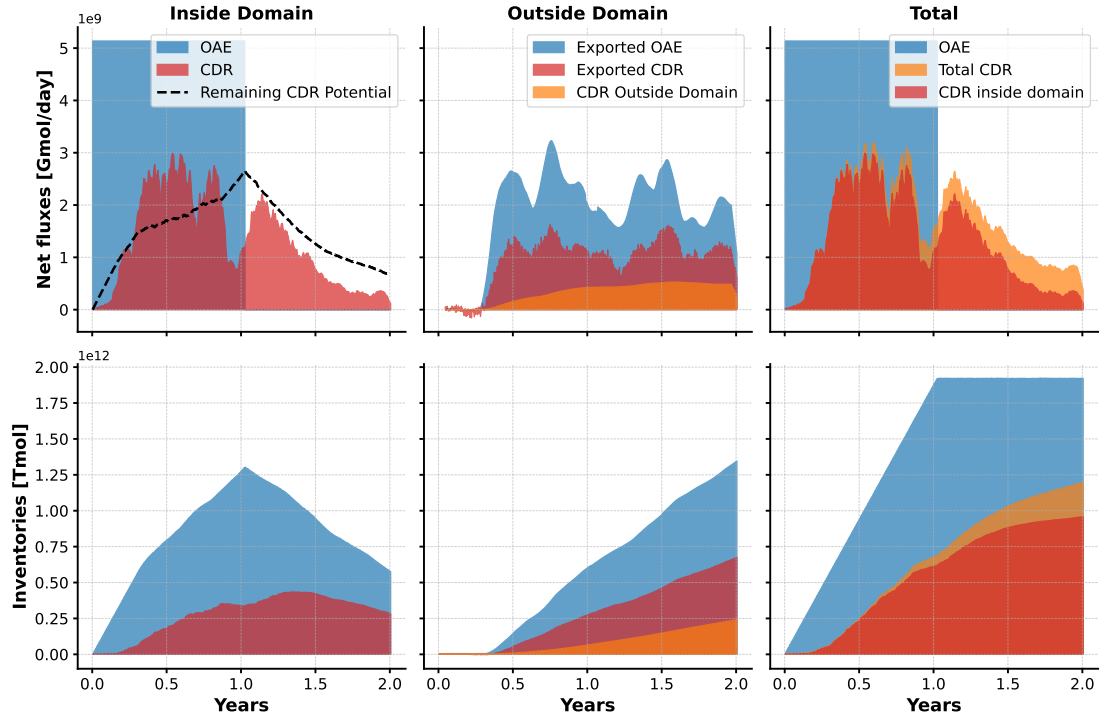 Inside Domain
Outside Domain
Total
1e9
Net fluxes [Gmol/day]
5
4
3
2
1
0
OAE
CDR
Remaining CDR Potential
Exported OAE
Exported CDR
CDR Outside Domain
OAE
Total CDR
CDR inside domain
1e12
Inventories [Tmol]
2.00
1.75
1.50
1.25
1.00
0.75
0.50
0.25
0.00
0.0 0.5 1.0 1.5 2.0
0.0 0.5 1.0 1.5 2.0
0.0 0.5 1.0 1.5 2.0
Years
Years
Years